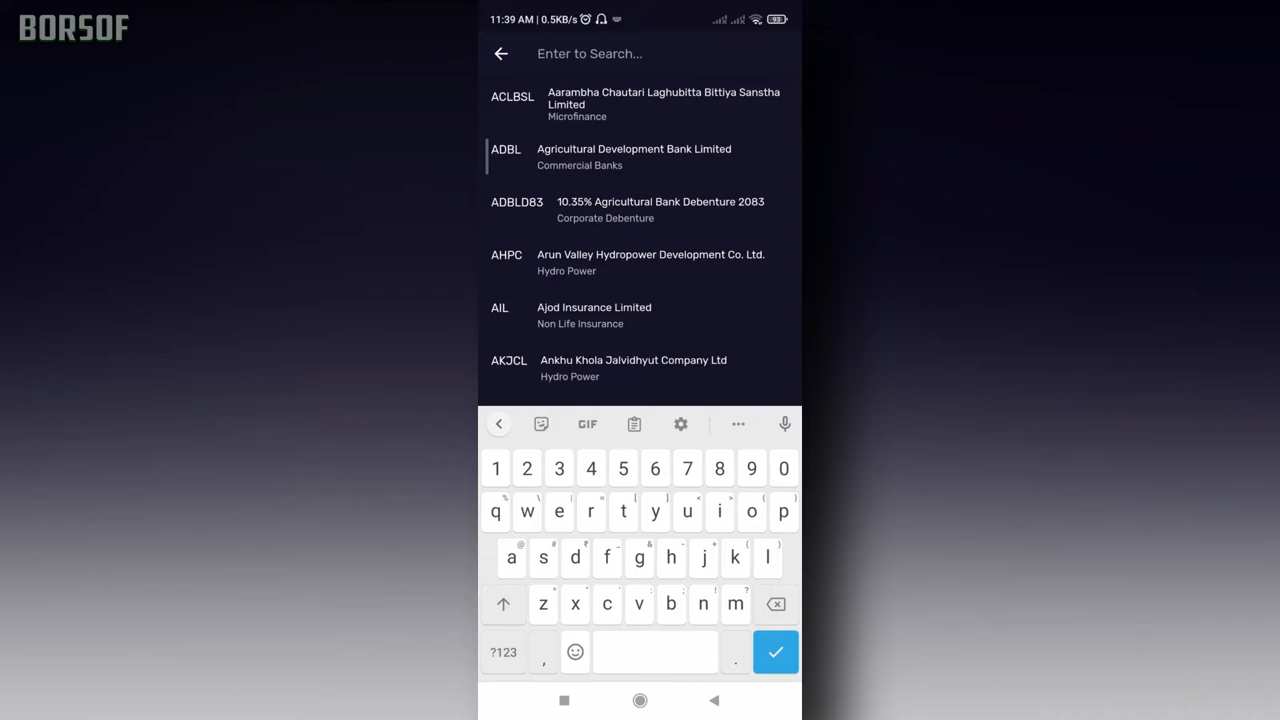 BORSOF
11:39 AM | 0.5KB/s
93
Enter to Search...
ACLBSL
Aarambha Chautari Laghubitta Bittiya Sanstha
Limited
Microfinance
ADBL
Agricultural Development Bank Limited
Commercial Banks
ADBLD83
10.35% Agricultural Bank Debenture 2083
Corporate Debenture
AHPC
Arun Valley Hydropower Development Co. Ltd.
Hydro Power
AIL
Ajod Insurance Limited
Non Life Insurance
AKJCL
Ankhu Khola Jalvidhyut Company Ltd
Hydro Power
GIF
1 2 3 4 5 6 7 8 9 0
q w e r t y u i o p
a s d f g h j k l
z x c v b n m
?123 , .